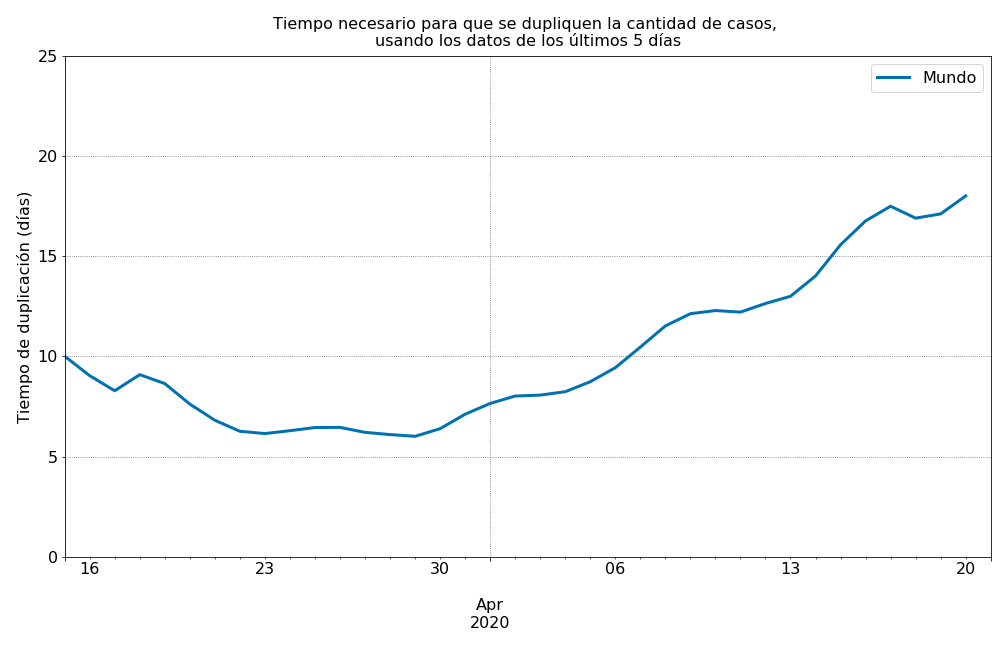 Tiempo necesario para que se dupliquen la cantidad de casos,
usando los datos de los últimos 5 días
Mundo
Tiempo de duplicación (días)
25
20
15
10
5
0
16 23 30 06 13 20
Apr
2020